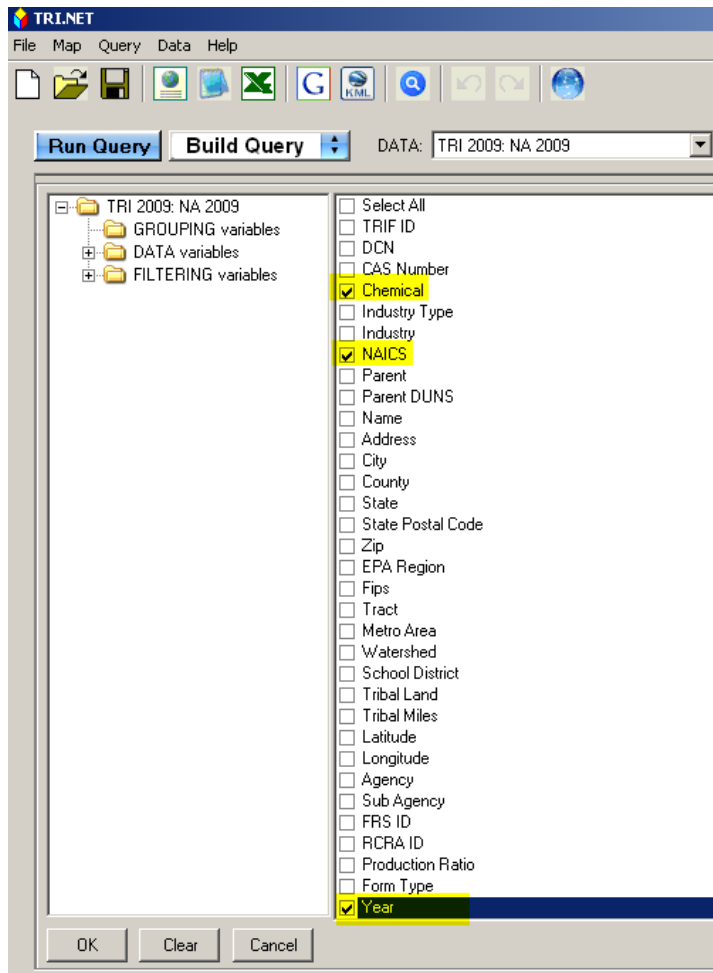 TRI.NET
File Map Query Data Help
G KML
Run Query Build Query DATA: TRI 2009: NA 2009
TRI 2009: NA 2009
GROUPING variables
DATA variables
FILTERING variables
Select All
TRIF ID
DCN
CAS Number
Chemical
Industry Type
Industry
NAICS
Parent
Parent DUNS
Name
Address
City
County
State
State Postal Code
Zip
EPA Region
Fips
Tract
Metro Area
Watershed
School District
Tribal Land
Tribal Miles
Latitude
Longitude
Agency
Sub Agency
FRS ID
RCRA ID
Production Ratio
Form Type
Year
OK Clear Cancel